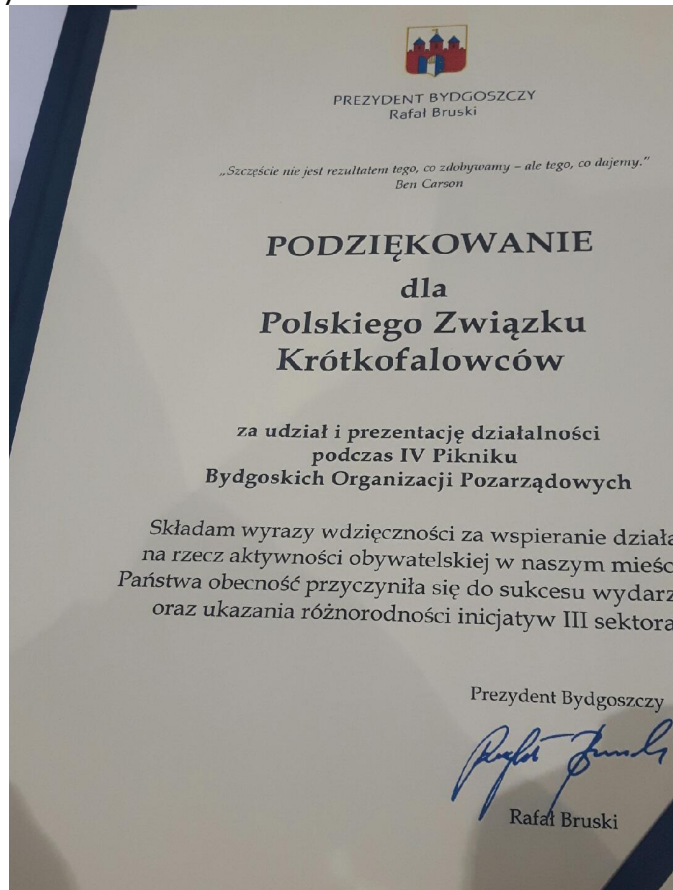 PREZYDENT BYDGOSZCZY
Rafał Bruski
„Szczęście nie jest rezultatem tego, co zdobywamy – ale tego, co dajemy.”
Ben Carson
PODZIĘKOWANIE
dla
Polskiego Związku
Krótkofalowców
za udział i prezentację działalności
podczas IV Pikniku
Bydgoskich Organizacji Pozarządowych
Składam wyrazy wdzięczności za wspieranie działa
na rzecz aktywności obywatelskiej w naszym mieśc
Państwa obecność przyczyniła się do sukcesu wydarz
oraz ukazania różnorodności inicjatyw III sektora
Prezydent Bydgoszczy
Rafał Bruski